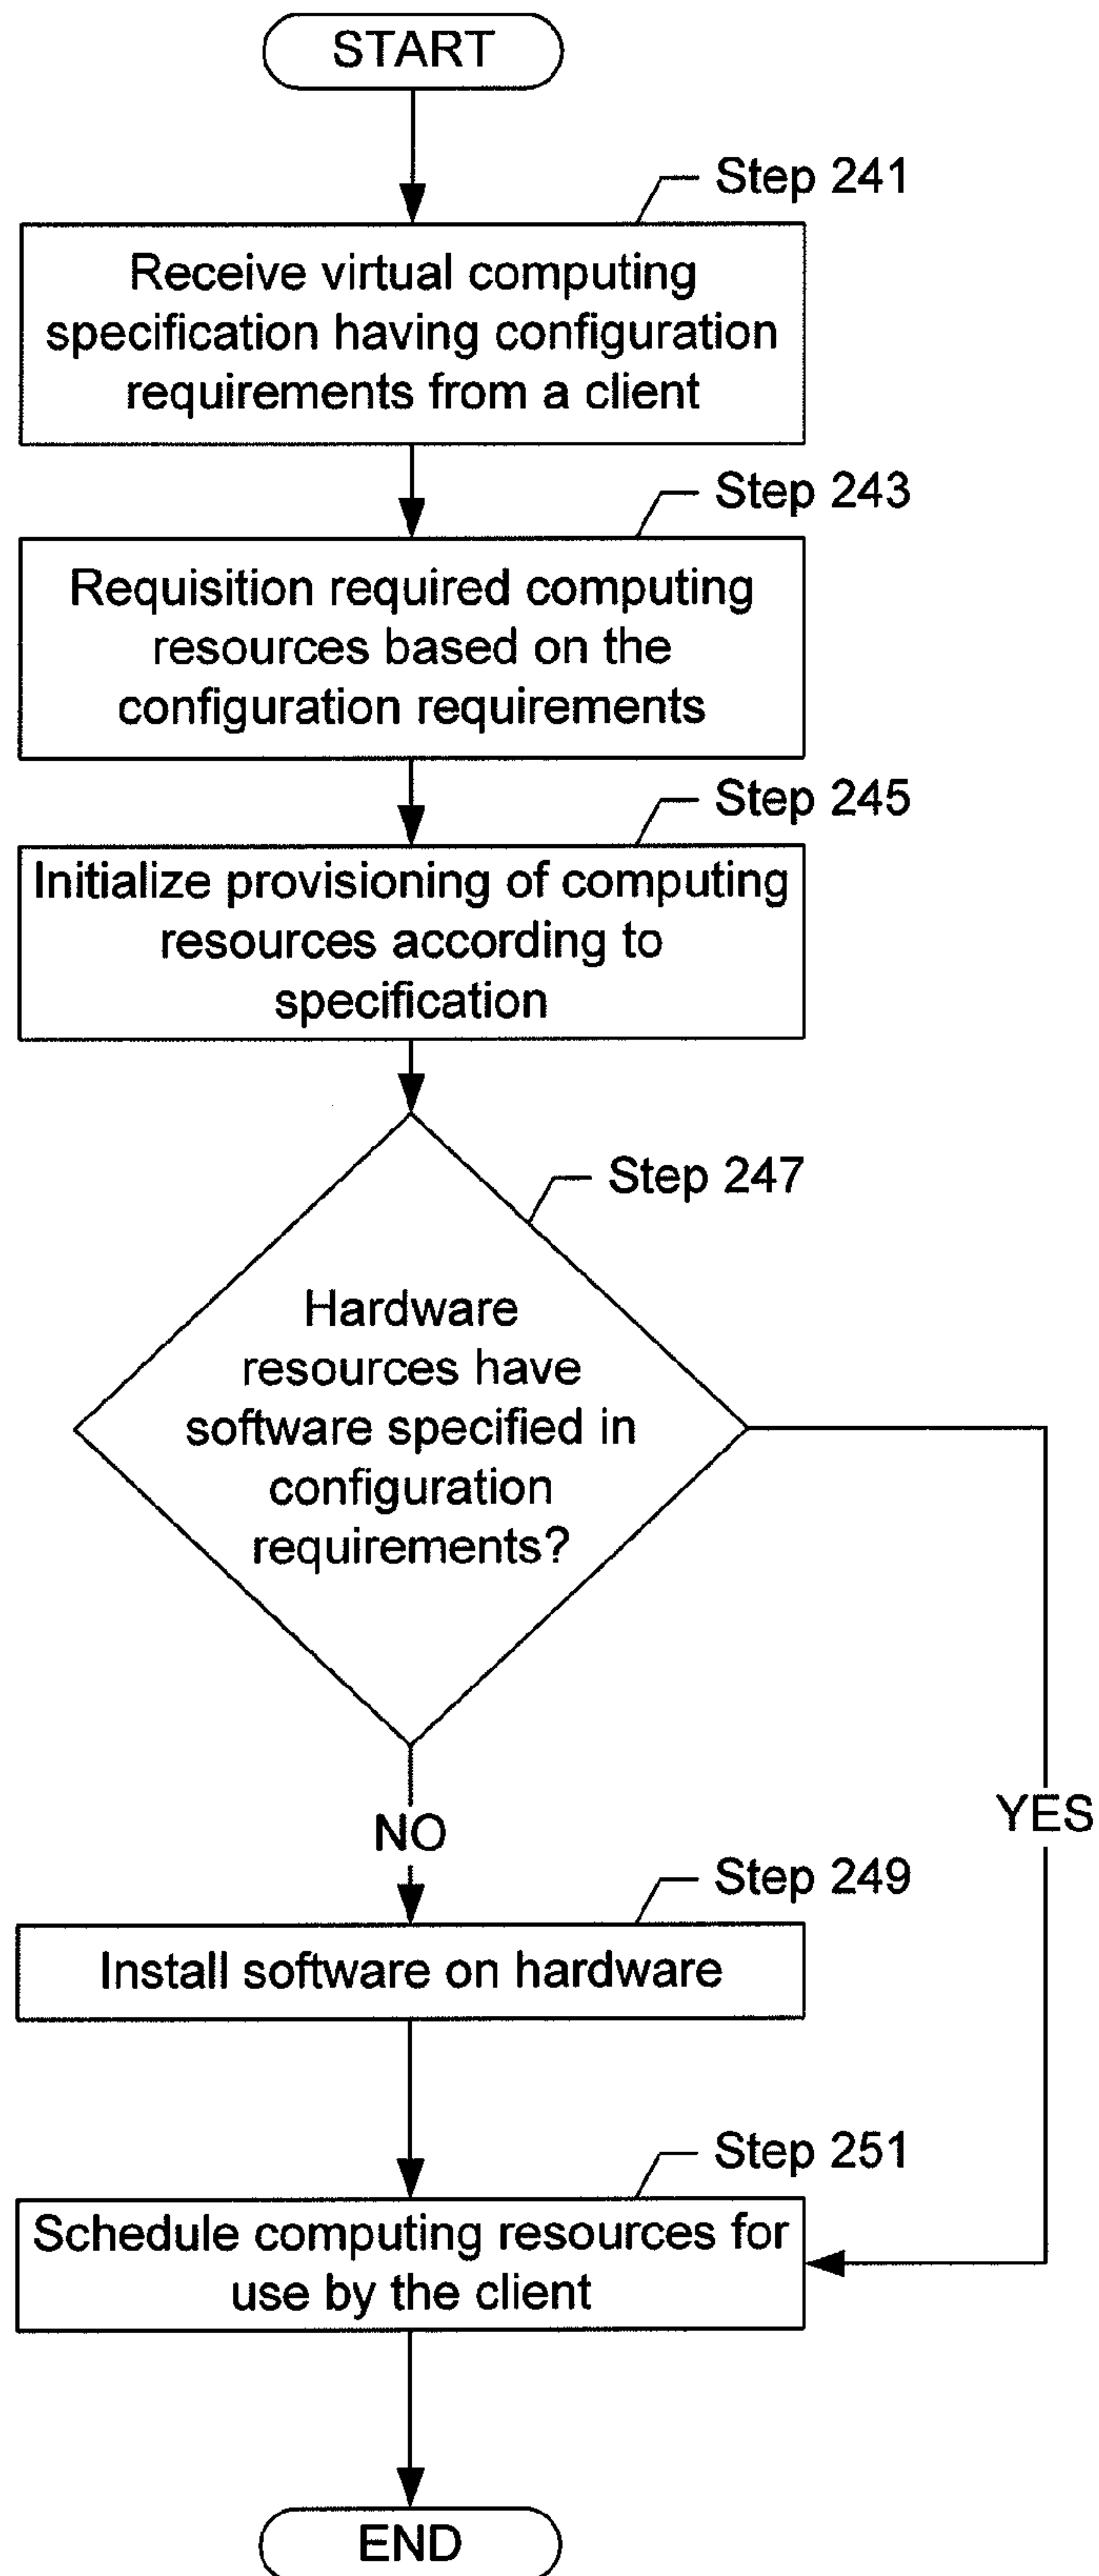 START
Step 241
Receive virtual computing
specification having configuration
requirements from a client
Step 243
Requisition required computing
resources based on the
configuration requirements
Step 245
Initialize provisioning of computing
resources according to
specification
Step 247
Hardware
resources have
software specified in
configuration
requirements?
YES
NO
Step 249
Install software on hardware
Step 251
Schedule computing resources for
use by the client
END